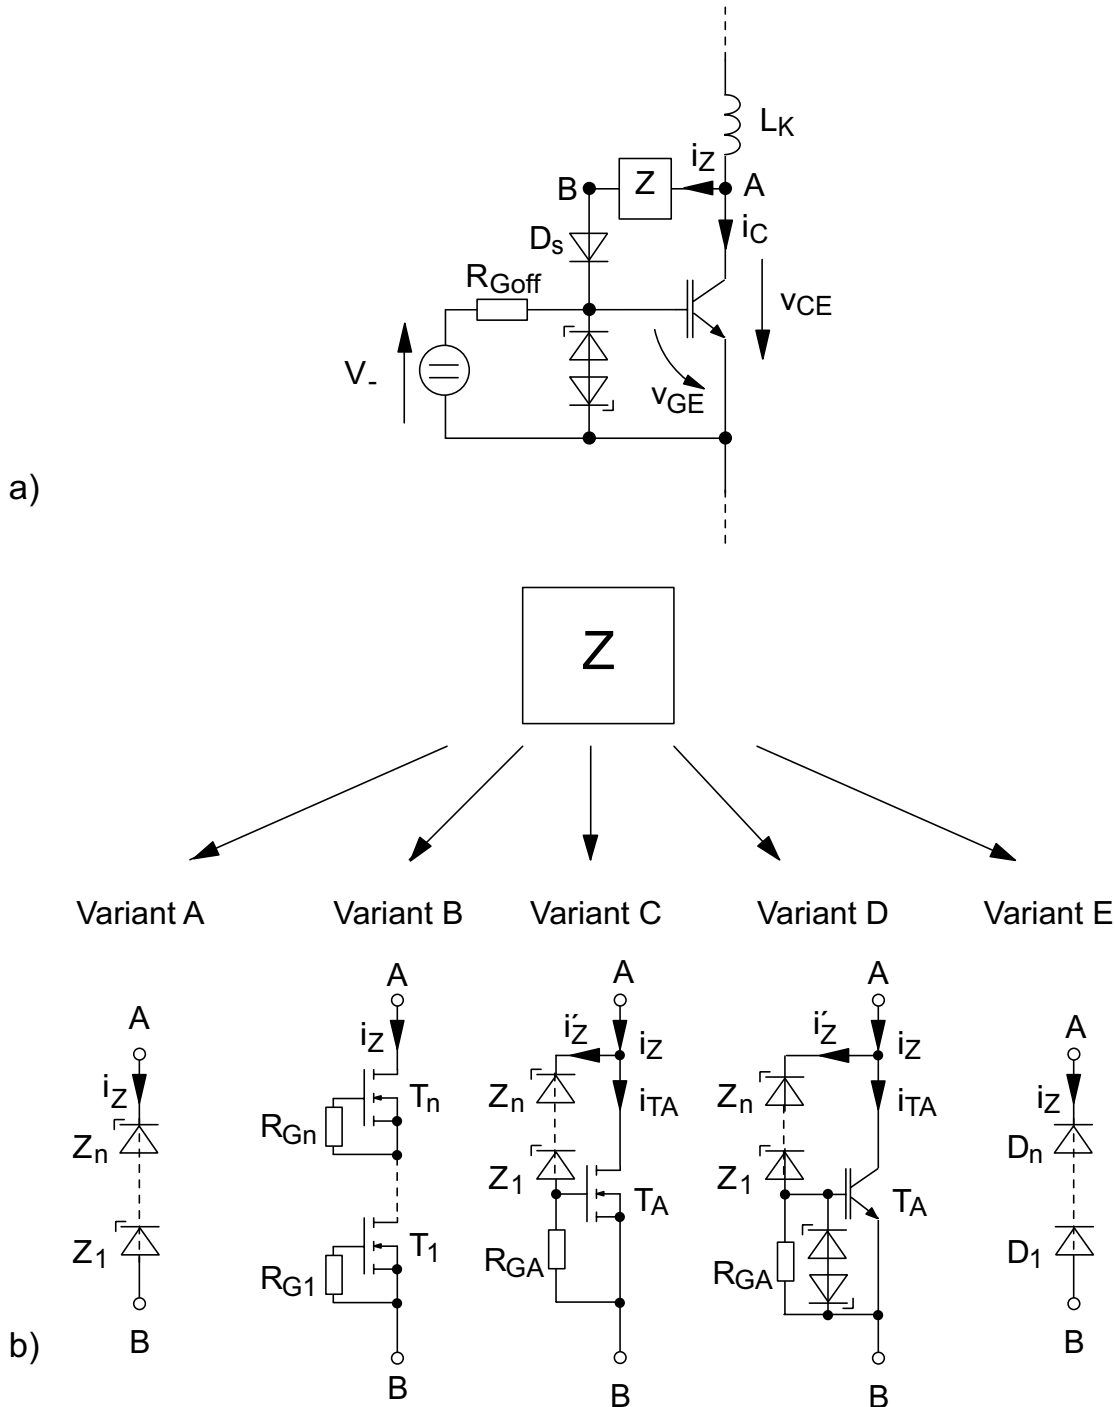 L_K
i_Z
B
Z
A
D_s
i_C
R_Goff
v_CE
V_-
v_GE
a)
Z
Variant A
Variant B
Variant C
Variant D
Variant E
A
A
A
A
A
i_Z
i_Z
i´_Z
i_Z
i´_Z
i_Z
i_Z
Z_n
R_Gn
T_n
Z_n
i_TA
Z_n
i_TA
D_n
Z_1
R_G1
T_1
Z_1
T_A
R_GA
Z_1
T_A
R_GA
D_1
B
B
B
B
B
b)